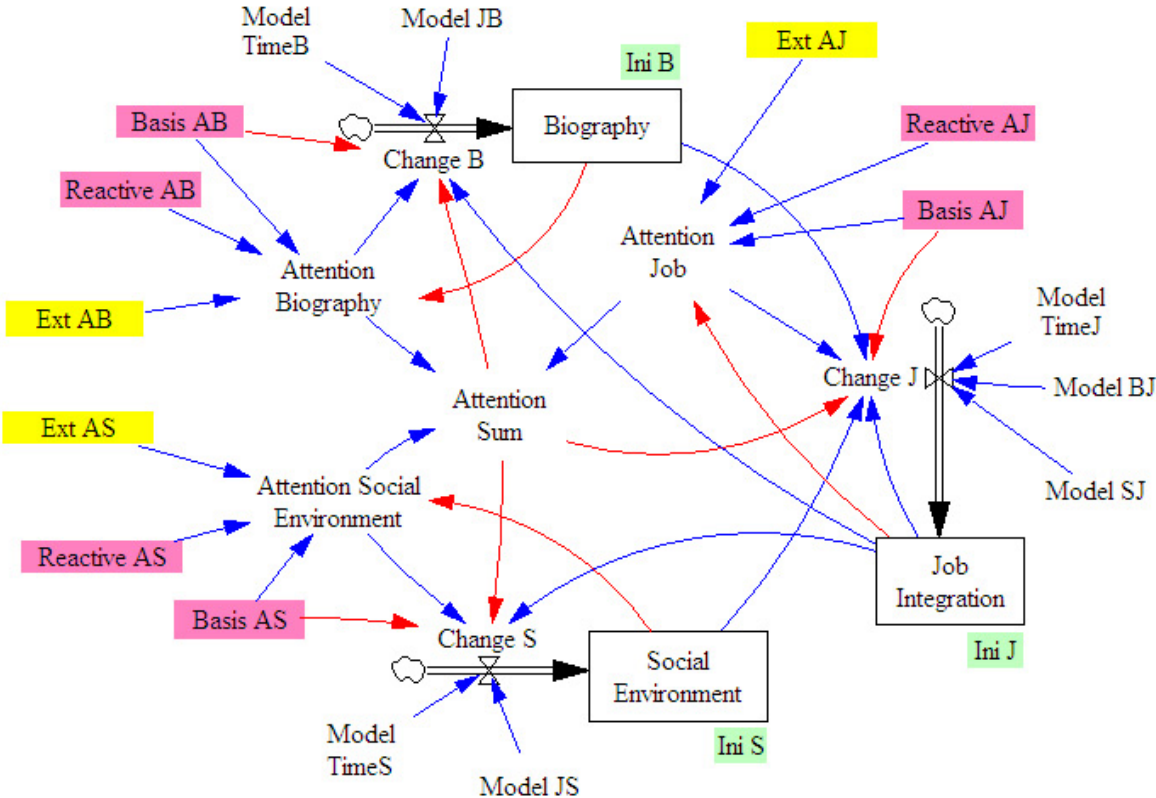 Model
TimeB
Model JB
Ext AJ
Ini B
Basis AB
Biography
Reactive AJ
Change B
Reactive AB
Basis AJ
Attention
Job
Attention
Biography
Ext AB
Model
TimeJ
Change J
Model BJ
Attention
Sum
Ext AS
Attention Social
Environment
Model SJ
Reactive AS
Job
Integration
Basis AS
Change S
Ini J
Social
Environment
Model
TimeS
Ini S
Model JS